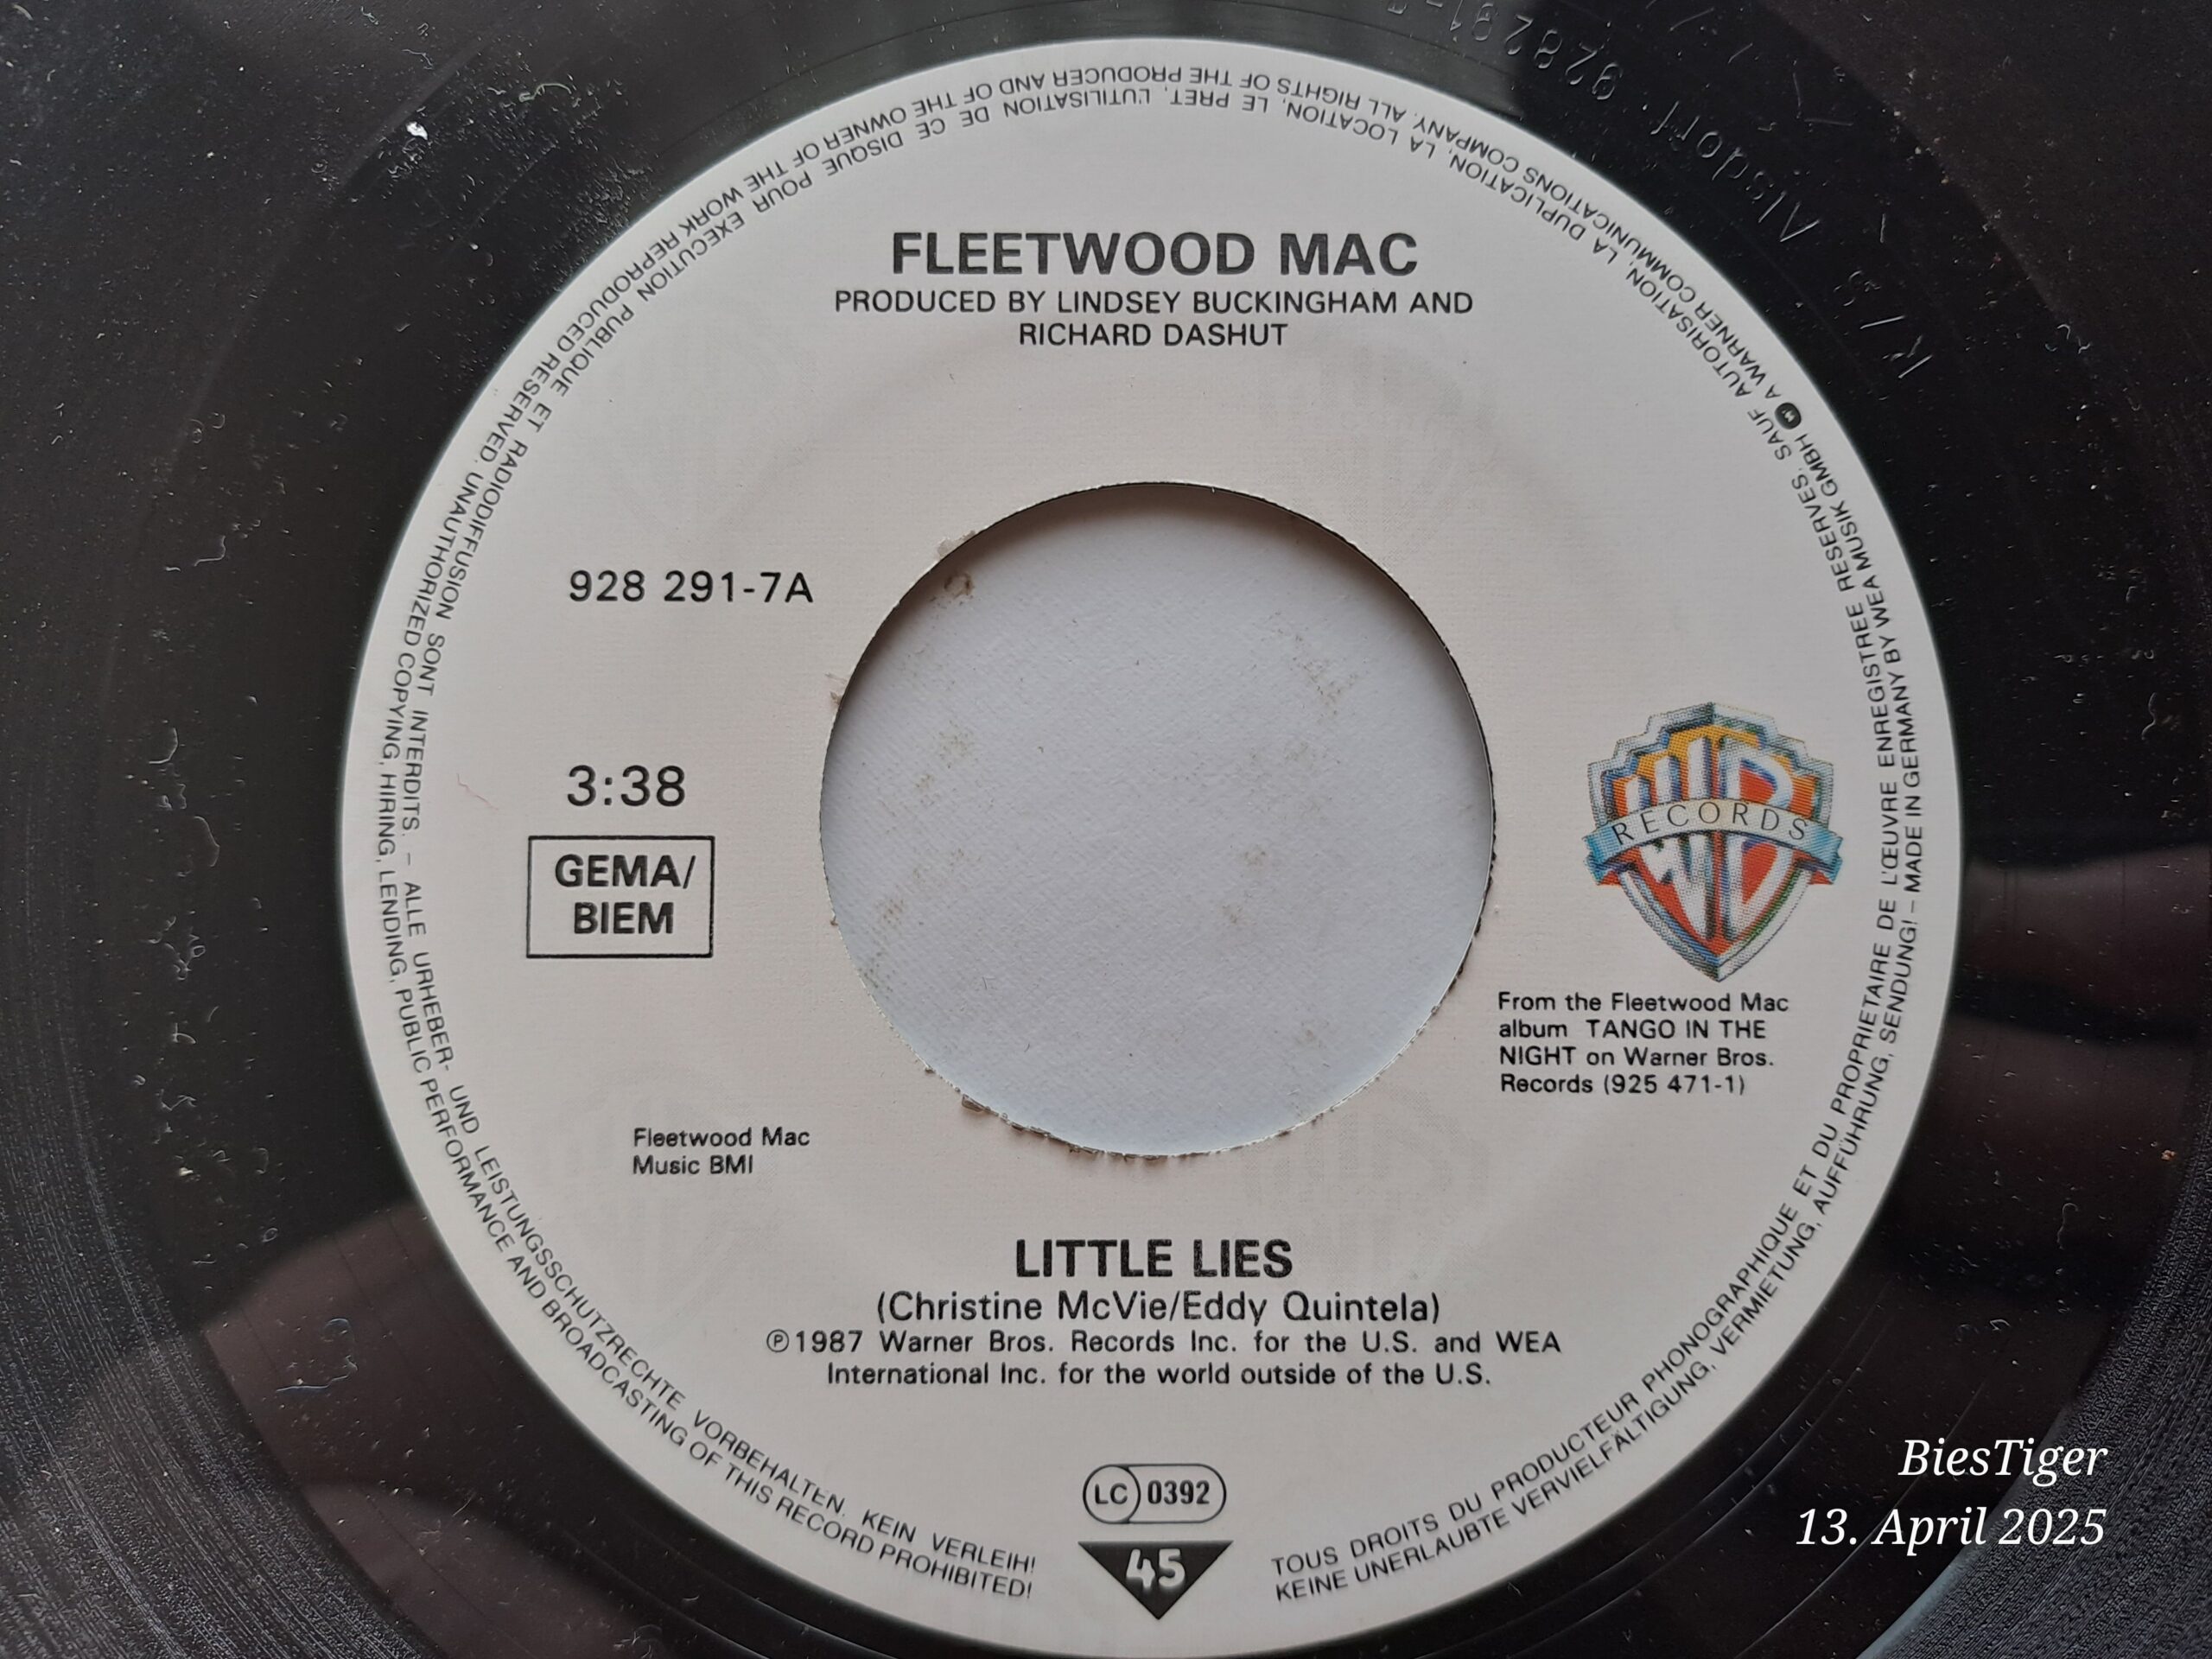 FLEETWOOD MAC
PRODUCED BY LINDSEY BUCKINGHAM AND
RICHARD DASHUT
928 291-7A
3:38
GEMA/
BIEM
RECORDS
From the Fleetwood Mac
album TANGO IN THE
NIGHT on Warner Bros.
Records (925 471-1)
Fleetwood Mac
Music BMI
LITTLE LIES
(Christine McVie/Eddy Quintela)
℗1987 Warner Bros. Records Inc. for the U.S. and WEA
International Inc. for the world outside of the U.S.
LC 0392
45
TOUS DROITS DU PRODUCTEUR PHONOGRAPHIQUE ET DU PROPRIETAIRE DE L'ŒUVRE ENREGISTREE RESERVES. SAUF AUTORISATION, LA DUPLICATION, LA LOCATION, LE PRET, L'UTILISATION DE CE DISQUE POUR EXECUTION PUBLIQUE ET RADIODIFFUSION SONT INTERDITS. – ALLE URHEBER- UND LEISTUNGSSCHUTZRECHTE VORBEHALTEN. KEIN VERLEIH!
KEINE UNERLAUBTE VERVIELFÄLTIGUNG, VERMIETUNG, AUFFÜHRUNG, SENDUNG! – MADE IN GERMANY BY WEA MUSIK GMBH A WARNER COMMUNICATIONS COMPANY. ALL RIGHTS OF THE PRODUCER AND OF THE OWNER OF THE WORK REPRODUCED RESERVED. UNAUTHORIZED COPYING, HIRING, LENDING, PUBLIC PERFORMANCE AND BROADCASTING OF THIS RECORD PROHIBITED!
Alsdorf
BiesTiger
13. April 2025